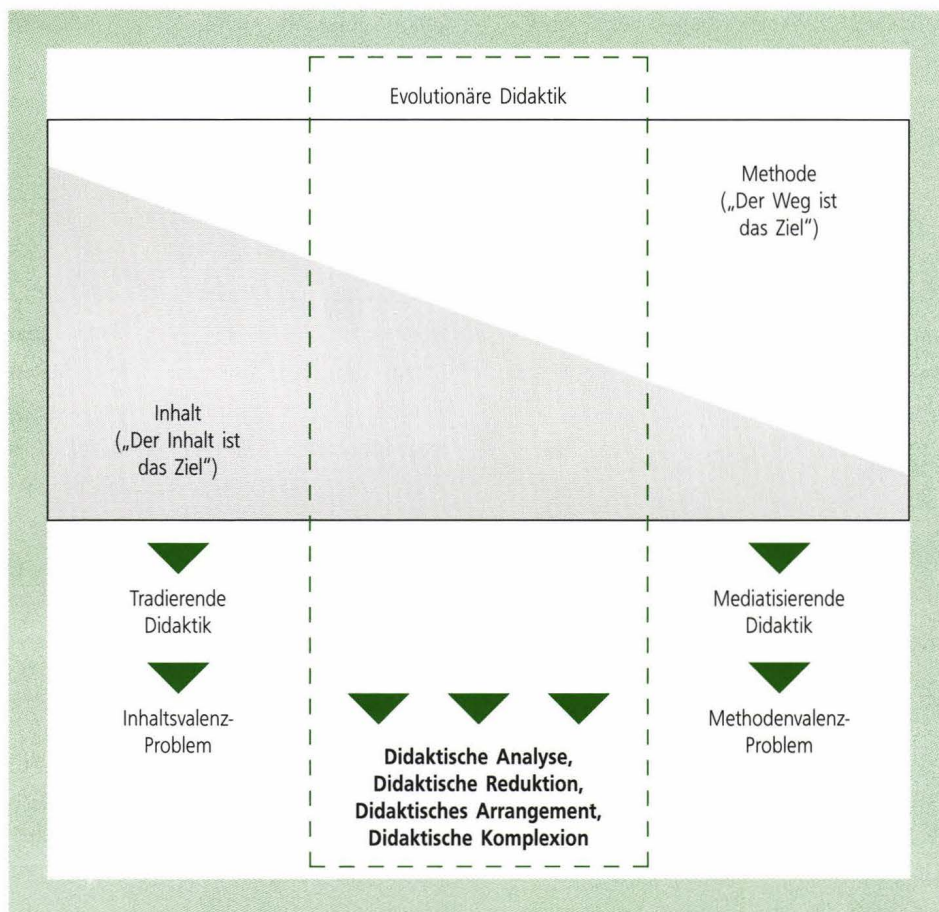 Evolutionäre Didaktik
Methode
(„Der Weg ist
das Ziel“)
Inhalt
(„Der Inhalt ist
das Ziel“)
Tradierende
Didaktik
Inhaltsvalenz-
Problem
Didaktische Analyse,
Didaktische Reduktion,
Didaktisches Arrangement,
Didaktische Komplexion
Mediatisierende
Didaktik
Methodenvalenz-
Problem